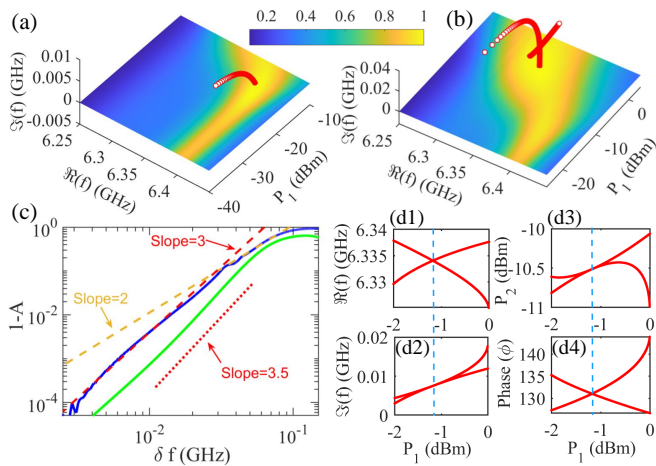 (a)
0.2 0.4 0.6 0.8 1
(b)
ℑ(f) (GHz)
0.01
0.005
0
-0.005
6.25
6.3
6.35
6.4
ℜ(f) (GHz)
-10
-20
-30
-40
P1 (dBm)
ℑ(f) (GHz)
0.04
0.02
0
6.25
6.3
6.35
6.4
ℜ(f) (GHz)
0
-10
-20
P1 (dBm)
(c)
1-A
10^0
10^-2
10^-4
Slope=3
Slope=2
Slope=3.5
10^-2
10^-1
δ f (GHz)
(d1)
ℜ(f) (GHz)
6.34
6.335
6.33
-2 -1 0
(d3)
P2 (dBm)
-10
-10.5
-11
-2 -1 0
(d2)
ℑ(f) (GHz)
0.02
0.01
0
-2 -1 0
P1 (dBm)
(d4)
Phase (ϕ)
140
135
130
-2 -1 0
P1 (dBm)